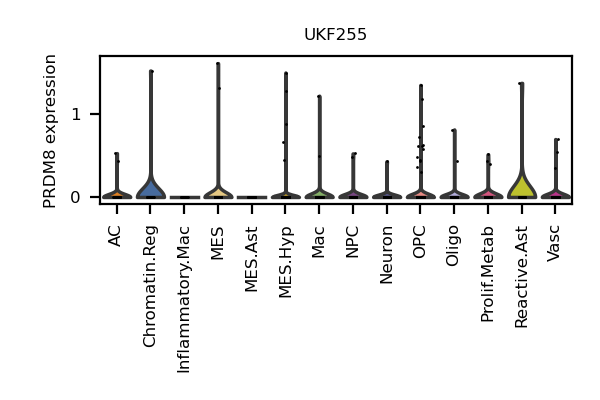 UKF255
PRDM8 expression
1
0
AC
Chromatin.Reg
Inflammatory.Mac
MES
MES.Ast
MES.Hyp
Mac
NPC
Neuron
OPC
Oligo
Prolif.Metab
Reactive.Ast
Vasc